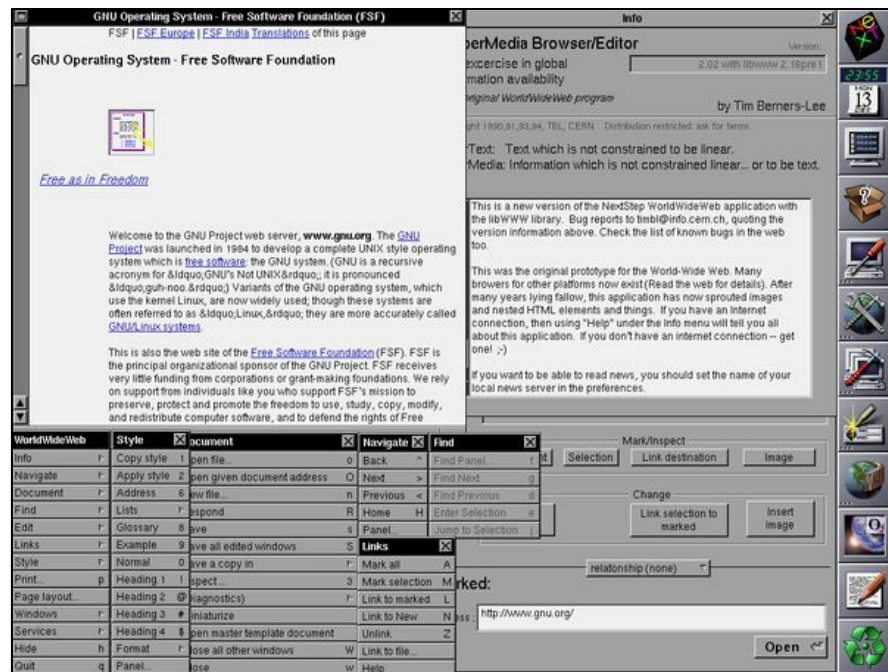 GNU Operating System - Free Software Foundation (FSF)
FSF | FSF Europe | FSF India Translations of this page
GNU Operating System - Free Software Foundation
Free as in Freedom
Welcome to the GNU Project web server, www.gnu.org. The GNU
Project was launched in 1984 to develop a complete UNIX style operating
system which is free software: the GNU system. (GNU is a recursive
acronym for &ldquo;GNU's Not UNIX&rdquo;; it is pronounced
&ldquo;guh-noo.&rdquo;) Variants of the GNU operating system, which
use the kernel Linux, are now widely used; though these systems are
often referred to as &ldquo;Linux,&rdquo; they are more accurately called
GNU/Linux systems.
This is also the web site of the Free Software Foundation (FSF). FSF is
the principal organizational sponsor of the GNU Project. FSF receives
very little funding from corporations or grant-making foundations. We rely
on support from individuals like you who support FSF's mission to
preserve, protect and promote the freedom to use, study, copy, modify,
and redistribute computer software, and to defend the rights of Free
Info
perMedia Browser/Editor
Version:
excercise in global
2.02 with libwww 2.16pre1
mation availability
original WorldWideWeb program
by Tim Berners-Lee
ght 1990,91,93,94, TBL, CERN. Distribution restricted: ask for terms.
rText: Text which is not constrained to be linear.
rMedia: Information which is not constrained linear... or to be text.
This is a new version of the NextStep WorldWideWeb application with
the libWWW library. Bug reports to timbl@info.cern.ch, quoting the
version information above. Check the list of known bugs in the web
too.
This was the original prototype for the World-Wide Web. Many
browers for other platforms now exist (Read the web for details). After
many years lying fallow, this application has now sprouted images
and nested HTML elements and things. If you have an Internet
connection, then using "Help" under the Info menu will tell you all
about this application. If you don't have an internet connection -- get
one! ;-)
If you want to be able to read news, you should set the name of your
local news server in the preferences.
23:55
MON
13
DEC
WorldWideWeb
Info
Navigate
Document
Find
Edit
Links
Style
Print... p
Page layout...
Windows
Services
Hide h
Quit q
Style
Copy style 1
Apply style 2
Address 6
Lists
Glossary 8
Example 9
Normal 0
Heading 1 !
Heading 2 @
Heading 3 #
Heading 4 $
Format
Panel...
ocument
pen file... o
pen given document address O
ew file... n
espond R
ave s
ave all edited windows S
ave a copy in
spect ... 3
iagnostics)
iniaturize
pen master template document
lose all other windows W
lose w
Navigate
Back ^
Next >
Previous <
Home H
Panel...
Find
Find Panel... f
Find Next g
Find Previous d
Enter Selection e
Jump to Selection j
Links
Mark all A
Mark selection M
Link to marked L
Link to New N
Unlink Z
Link to file...
Help
Mark/Inspect
Selection
Link destination
Image
Change
Link selection to
marked
Insert
image
relationship (none)
rked:
ess :
http://www.gnu.org/
Open